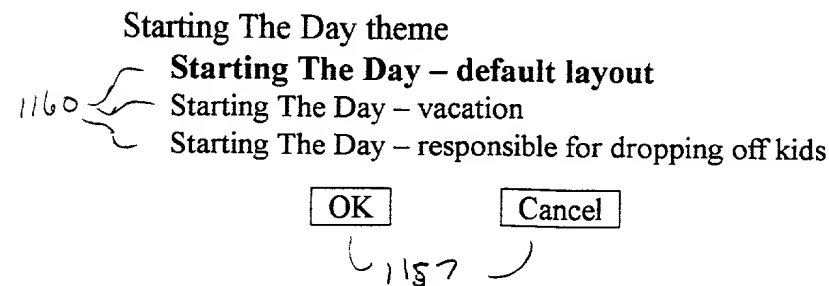 Starting The Day theme
Starting The Day – default layout
1160
Starting The Day – vacation
Starting The Day – responsible for dropping off kids
OK Cancel
1157